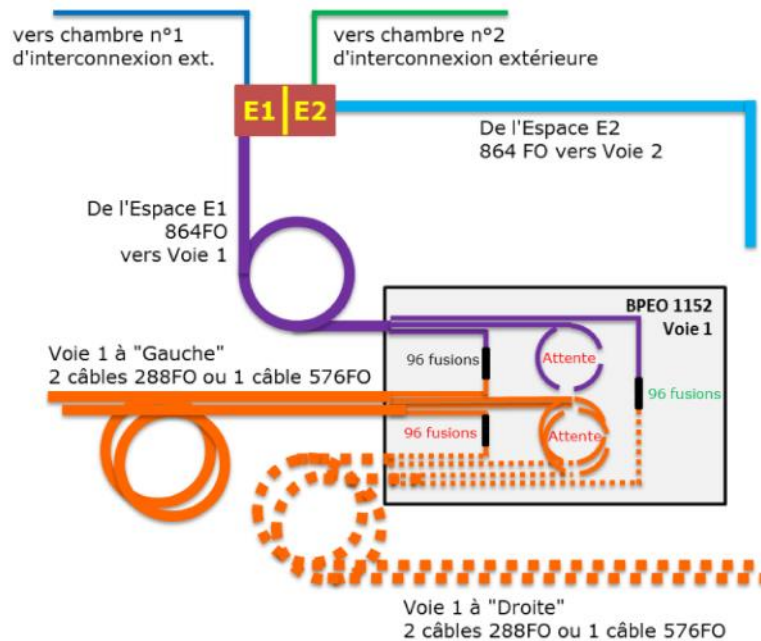 vers chambre n°1
d'interconnexion ext.
vers chambre n°2
d'interconnexion extérieure
E1 E2
De l'Espace E2
864 FO vers Voie 2
De l'Espace E1
864FO
vers Voie 1
BPEO 1152
Voie 1
Voie 1 à "Gauche"
2 câbles 288FO ou 1 câble 576FO
96 fusions
Attente
96 fusions
96 fusions
Attente
Voie 1 à "Droite"
2 câbles 288FO ou 1 câble 576FO